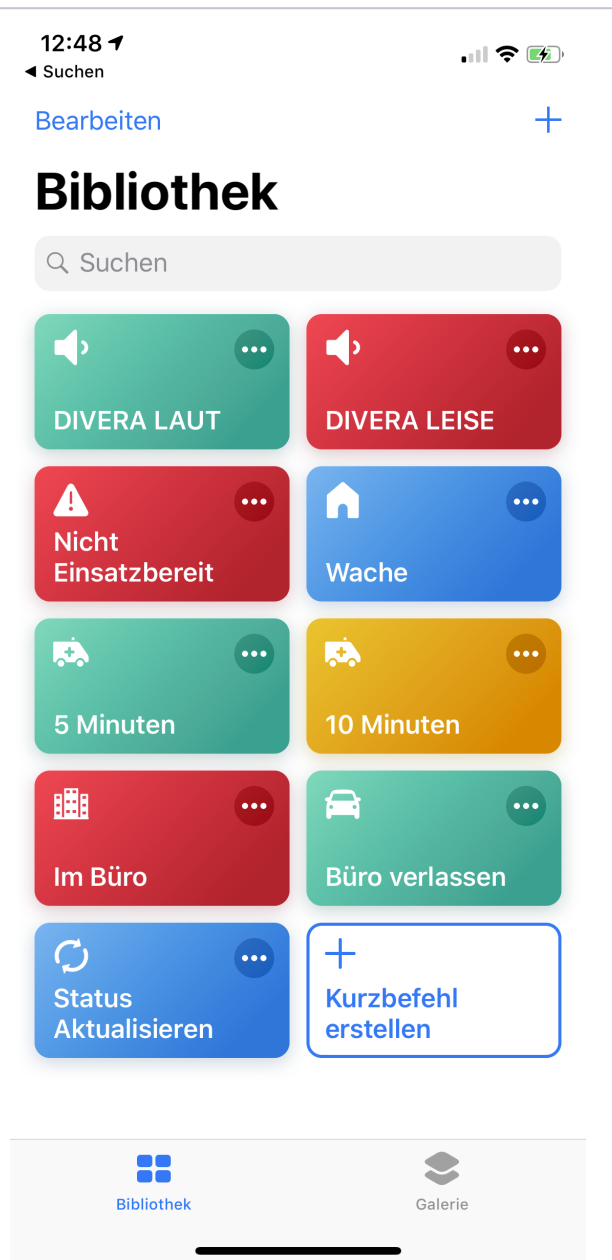 12:48
◀ Suchen
Bearbeiten
Bibliothek
Suchen
DIVERA LAUT
DIVERA LEISE
Nicht
Einsatzbereit
Wache
5 Minuten
10 Minuten
Im Büro
Büro verlassen
Status
Aktualisieren
Kurzbefehl
erstellen
Bibliothek
Galerie